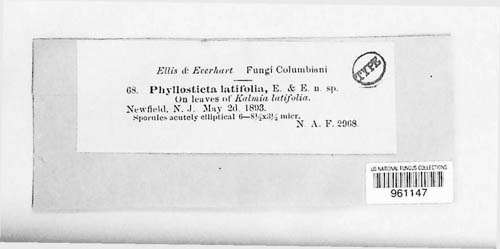 Ellis & Everhart Fungi Columbiani
TYPE
68. Phyllosticta latifolia, E. & E. n. sp.
On leaves of Kalmia latifolia.
Newfield, N. J. May 2d. 1893.
Sporules acutely elliptical 6—8½x3½ micr.
N. A. F. 2968.
US NATIONAL FUNGUS COLLECTIONS
961147